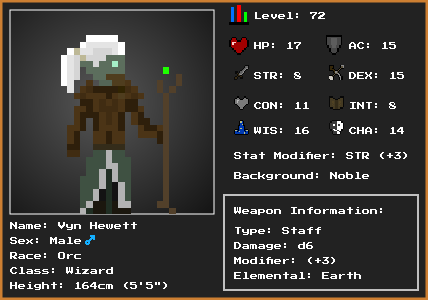 Level: 72
HP: 17 AC: 15
STR: 8 DEX: 15
CON: 11 INT: 8
WIS: 16 CHA: 14
Stat Modifier: STR (+3)
Background: Noble
Weapon Information:
Type: Staff
Damage: d6
Modifier: (+3)
Elemental: Earth
Name: Vyn Hewett
Sex: Male ♂
Race: Orc
Class: Wizard
Height: 164cm (5'5")